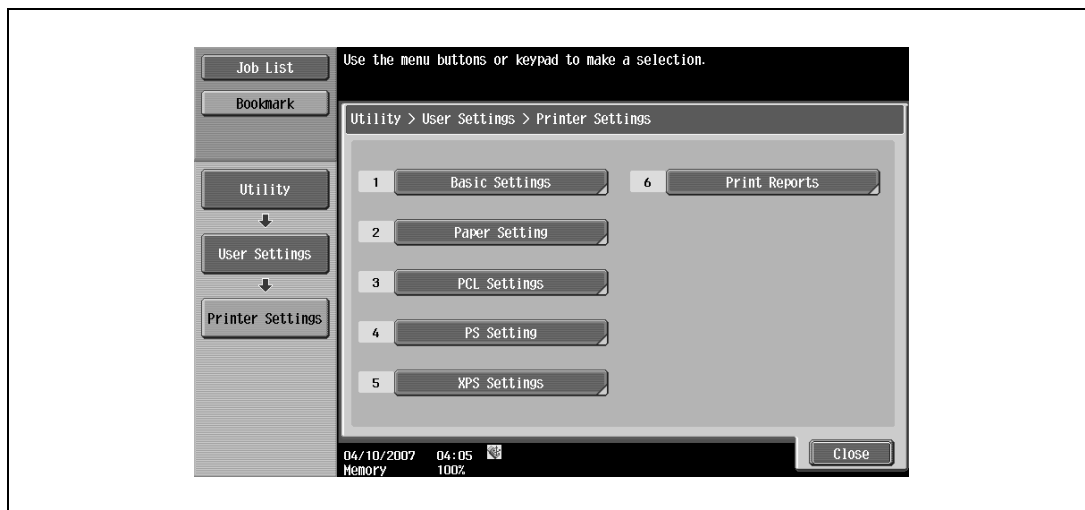 Job List
Bookmark
Use the menu buttons or keypad to make a selection.
Utility > User Settings > Printer Settings
Utility
User Settings
Printer Settings
1 Basic Settings
2 Paper Setting
3 PCL Settings
4 PS Setting
5 XPS Settings
6 Print Reports
04/10/2007 04:05
Memory 100%
Close